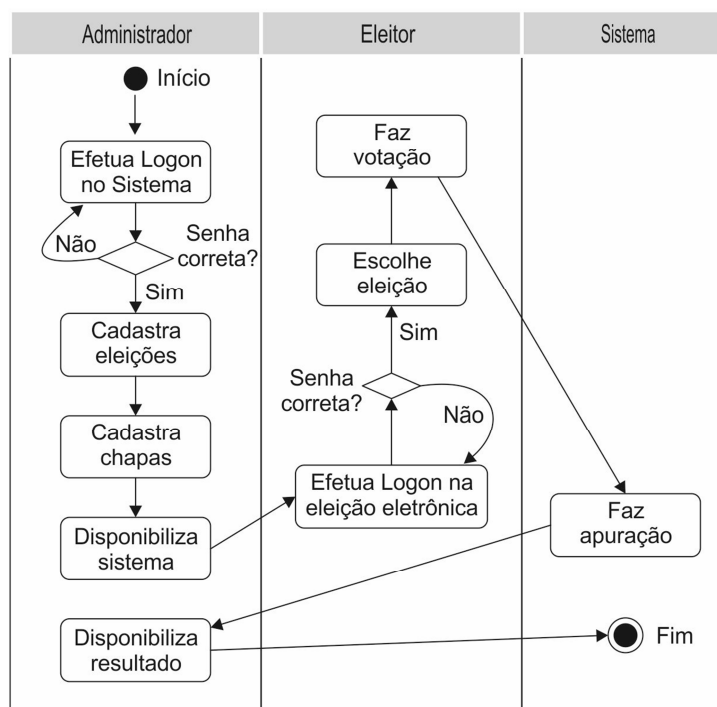 Administrador
Eleitor
Sistema
Início
Efetua Logon
no Sistema
Não
Senha
correta?
Sim
Cadastra
eleições
Cadastra
chapas
Disponibiliza
sistema
Faz
votação
Escolhe
eleição
Sim
Senha
correta?
Não
Efetua Logon na
eleição eletrônica
Faz
apuração
Disponibiliza
resultado
Fim